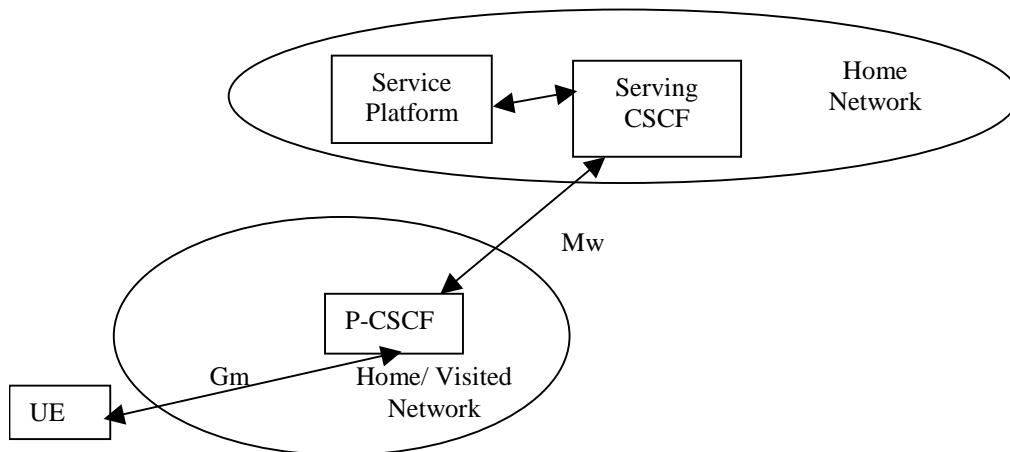 Service
Platform
Serving
CSCF
Home
Network
Mw
P-CSCF
Gm
Home/ Visited
Network
UE